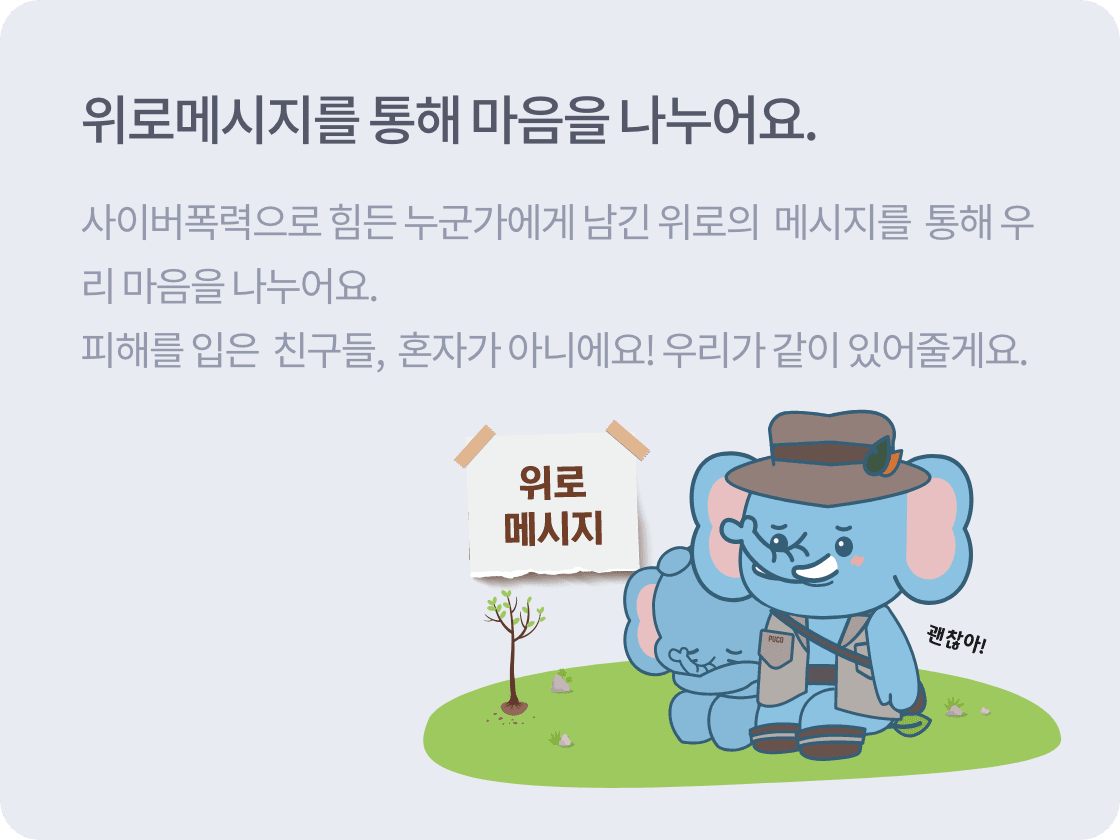 위로메시지를 통해 마음을 나누어요.
사이버폭력으로 힘든 누군가에게 남긴 위로의 메시지를 통해 우
리 마음을 나누어요.
피해를 입은 친구들, 혼자가 아니에요! 우리가 같이 있어줄게요.
위로
메시지
괜찮아!
POCO